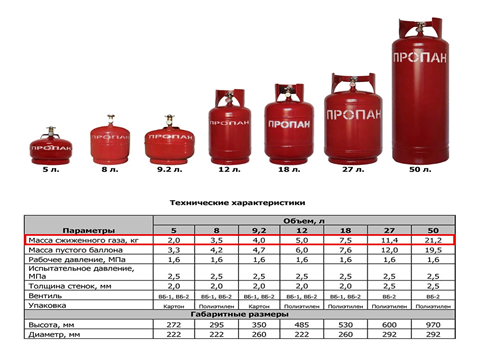 ПРОПАН
ПРОПАН
ПРОПАН
ПРОПАН
ПРОПАН
ПРОПАН
ПРОПАН
5 л. 8 л. 9.2 л. 12 л. 18 л. 27 л. 50 л.
Технические характеристики
Объем, л
Параметры 5 8 9,2 12 18 27 50
Масса сжиженного газа, кг 2,0 3,5 4,0 5,0 7,5 11,4 21,2
Масса пустого баллона 3,3 4,2 4,7 6,0 7,6 12,0 19,5
Рабочее давление, МПа 1,6 1,6 1,6 1,6 1,6 1,6 1,6
Испытательное давление,
МПа 2,5 2,5 2,5 2,5 2,5 2,5 2,5
Толщина стенок, мм 2,0 2,0 2,0 2,5 2,5 2,5 2,5
Вентиль ВБ-1, ВБ-2 ВБ-1, ВБ-2 ВБ-1, ВБ-2 ВБ-1, ВБ-2 ВБ-1, ВБ-2 ВБ-2 ВБ-2
Упаковка Картон Полиэтилен Картон Полиэтилен Полиэтилен Полиэтилен Полиэтилен
Габаритные размеры
Высота, мм 272 295 350 485 530 600 970
Диаметр, мм 222 222 260 222 260 292 292